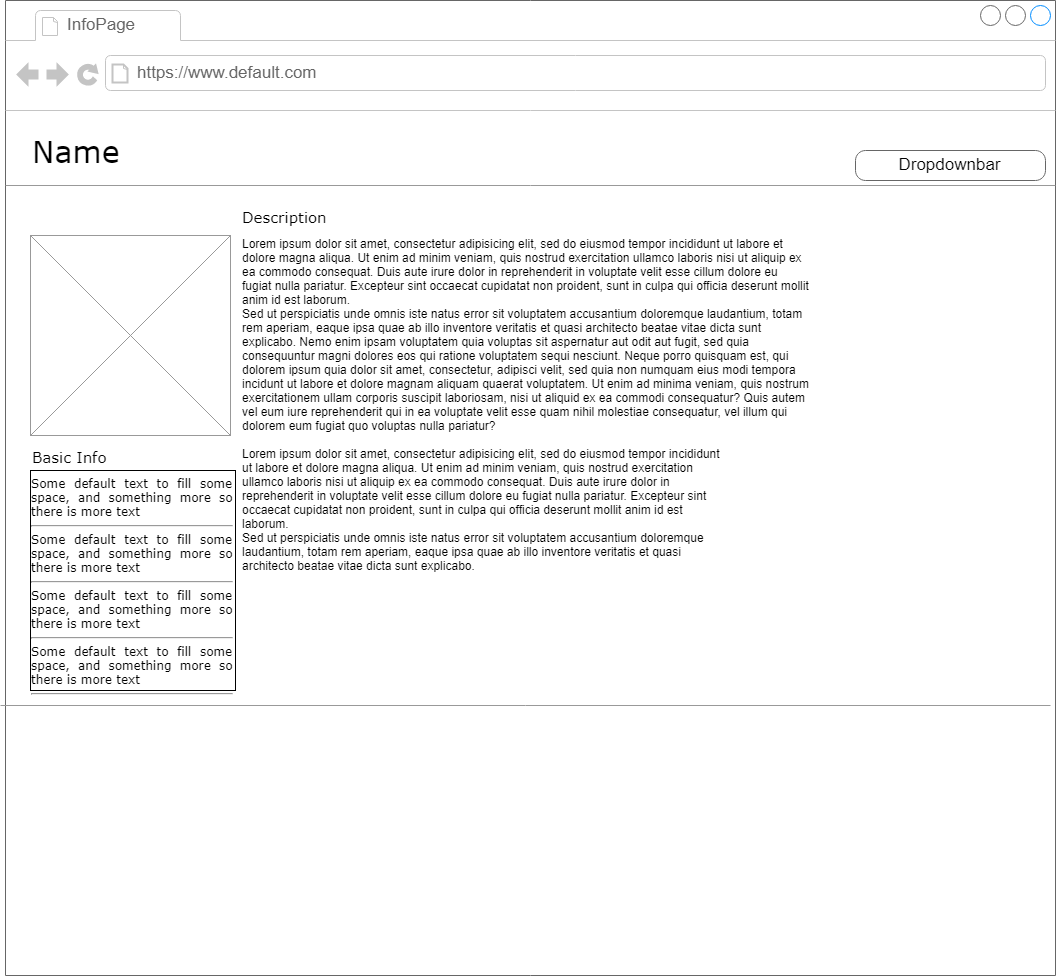 InfoPage
https://www.default.com
Name
Dropdownbar
Description
Lorem ipsum dolor sit amet, consectetur adipisicing elit, sed do eiusmod tempor incididunt ut labore et
dolore magna aliqua. Ut enim ad minim veniam, quis nostrud exercitation ullamco laboris nisi ut aliquip ex
ea commodo consequat. Duis aute irure dolor in reprehenderit in voluptate velit esse cillum dolore eu
fugiat nulla pariatur. Excepteur sint occaecat cupidatat non proident, sunt in culpa qui officia deserunt mollit
anim id est laborum.
Sed ut perspiciatis unde omnis iste natus error sit voluptatem accusantium doloremque laudantium, totam
rem aperiam, eaque ipsa quae ab illo inventore veritatis et quasi architecto beatae vitae dicta sunt
explicabo. Nemo enim ipsam voluptatem quia voluptas sit aspernatur aut odit aut fugit, sed quia
consequuntur magni dolores eos qui ratione voluptatem sequi nesciunt. Neque porro quisquam est, qui
dolorem ipsum quia dolor sit amet, consectetur, adipisci velit, sed quia non numquam eius modi tempora
incidunt ut labore et dolore magnam aliquam quaerat voluptatem. Ut enim ad minima veniam, quis nostrum
exercitationem ullam corporis suscipit laboriosam, nisi ut aliquid ex ea commodi consequatur? Quis autem
vel eum iure reprehenderit qui in ea voluptate velit esse quam nihil molestiae consequatur, vel illum qui
dolorem eum fugiat quo voluptas nulla pariatur?
Lorem ipsum dolor sit amet, consectetur adipisicing elit, sed do eiusmod tempor incididunt
ut labore et dolore magna aliqua. Ut enim ad minim veniam, quis nostrud exercitation
ullamco laboris nisi ut aliquip ex ea commodo consequat. Duis aute irure dolor in
reprehenderit in voluptate velit esse cillum dolore eu fugiat nulla pariatur. Excepteur sint
occaecat cupidatat non proident, sunt in culpa qui officia deserunt mollit anim id est
laborum.
Sed ut perspiciatis unde omnis iste natus error sit voluptatem accusantium doloremque
laudantium, totam rem aperiam, eaque ipsa quae ab illo inventore veritatis et quasi
architecto beatae vitae dicta sunt explicabo.
Basic Info
Some default text to fill some
space, and something more so
there is more text
Some default text to fill some
space, and something more so
there is more text
Some default text to fill some
space, and something more so
there is more text
Some default text to fill some
space, and something more so
there is more text